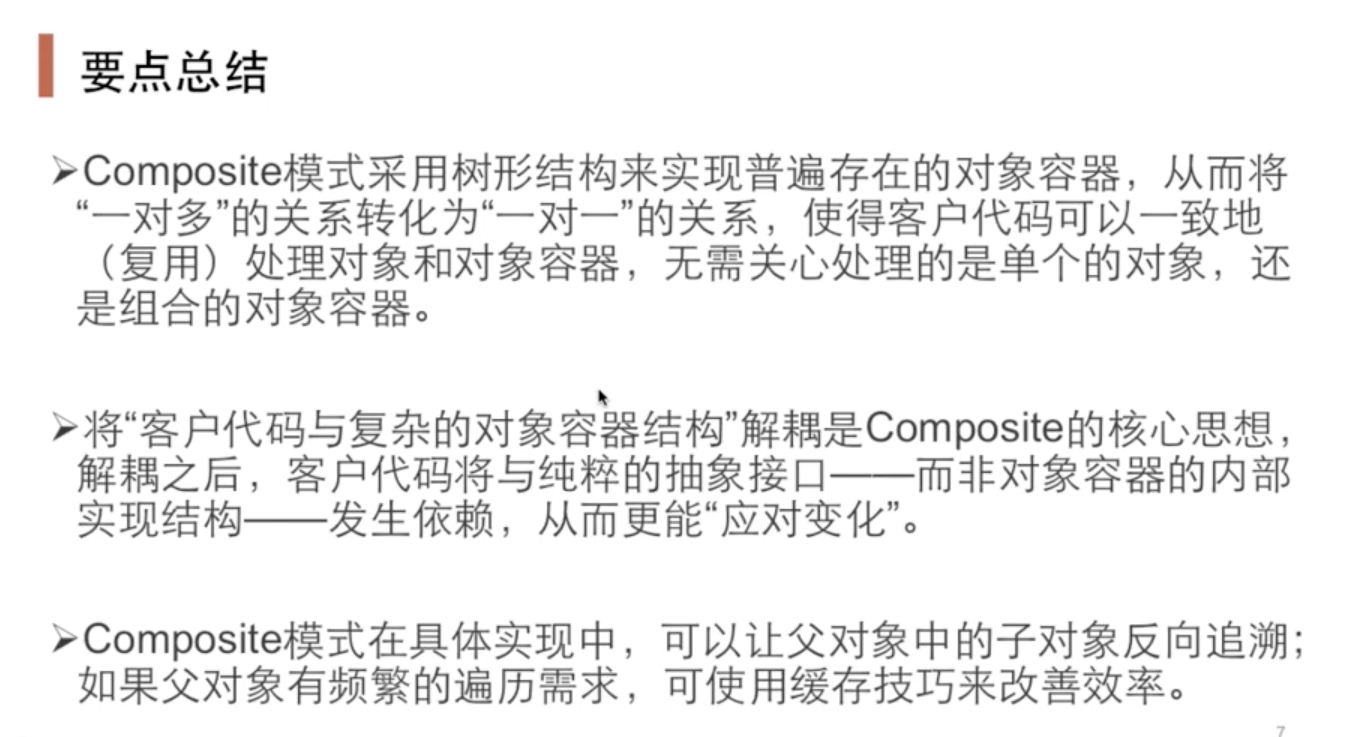 要点总结
➢Composite模式采用树形结构来实现普遍存在的对象容器，从而将
“一对多”的关系转化为“一对一”的关系，使得客户代码可以一致地
（复用）处理对象和对象容器，无需关心处理的是单个的对象，还
是组合的对象容器。
➢将“客户代码与复杂的对象容器结构”解耦是Composite的核心思想，
解耦之后，客户代码将与纯粹的抽象接口——而非对象容器的内部
实现结构——发生依赖，从而更能“应对变化”。
➢Composite模式在具体实现中，可以让父对象中的子对象反向追溯；
如果父对象有频繁的遍历需求，可使用缓存技巧来改善效率。
7